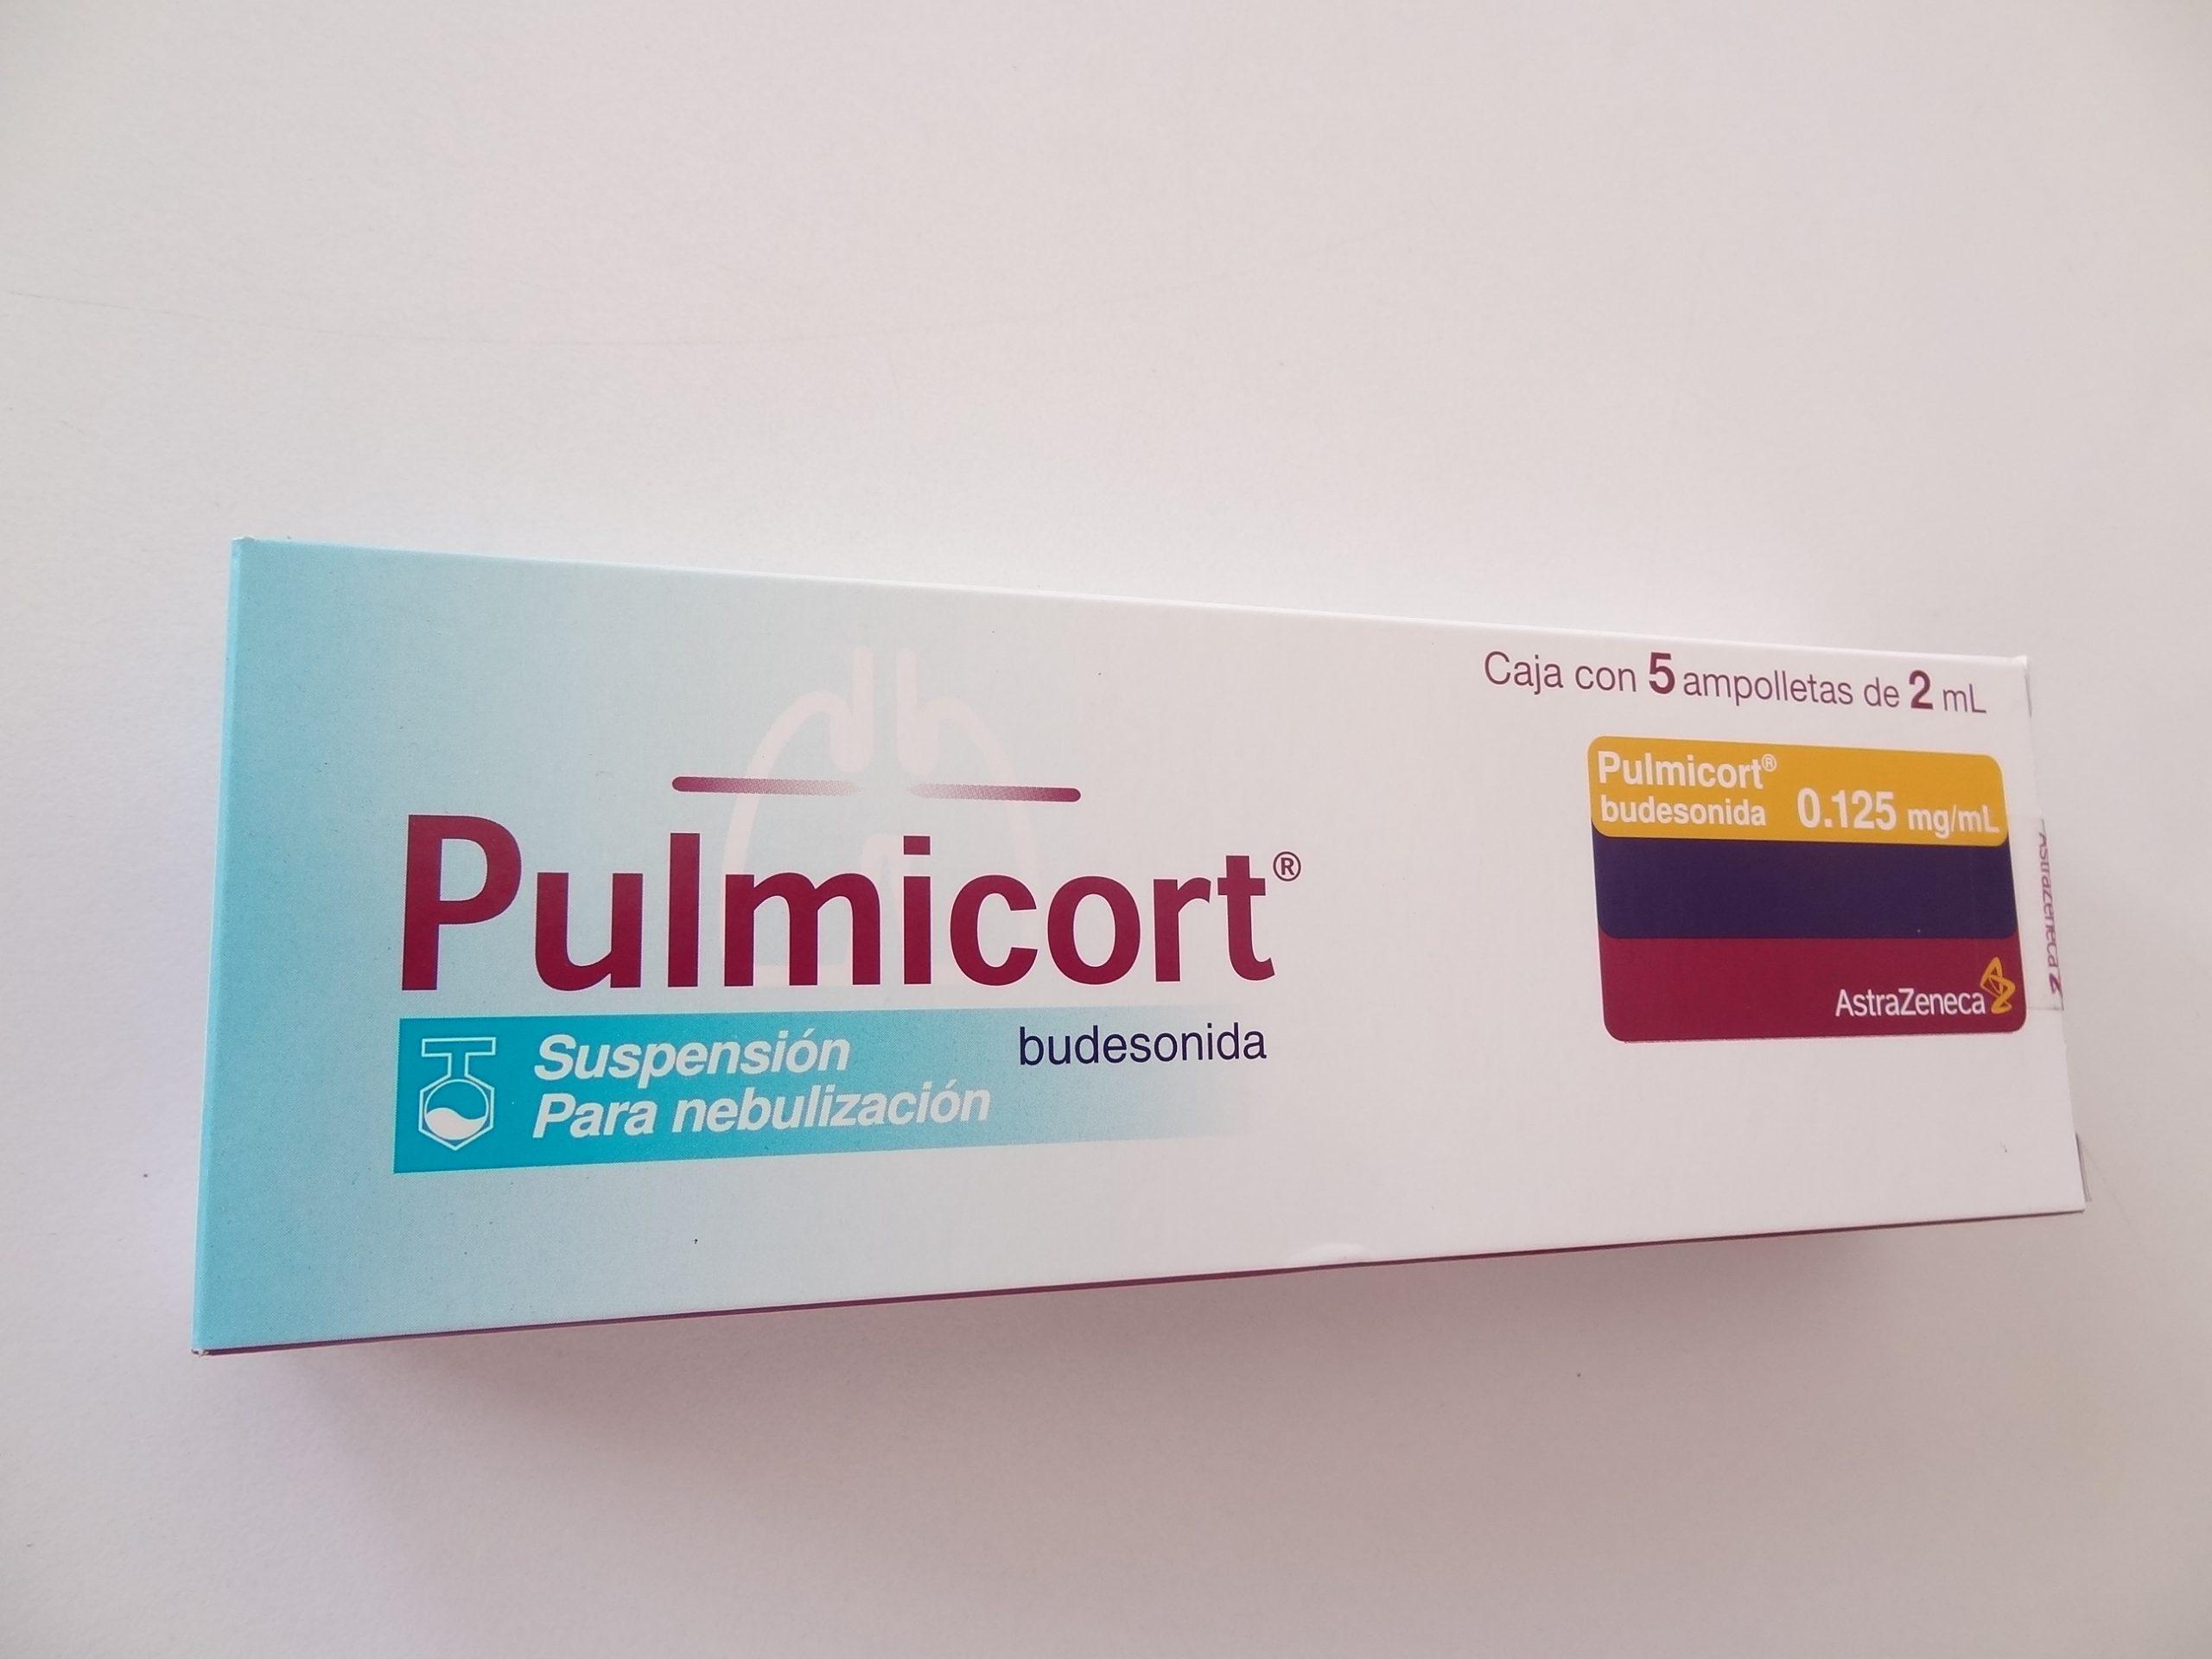 Caja con 5 ampolletas de 2 mL
Pulmicort®
budesonida 0.125 mg/mL
AstraZeneca
AstraZeneca
Pulmicort®
budesonida
Suspensión
Para nebulización